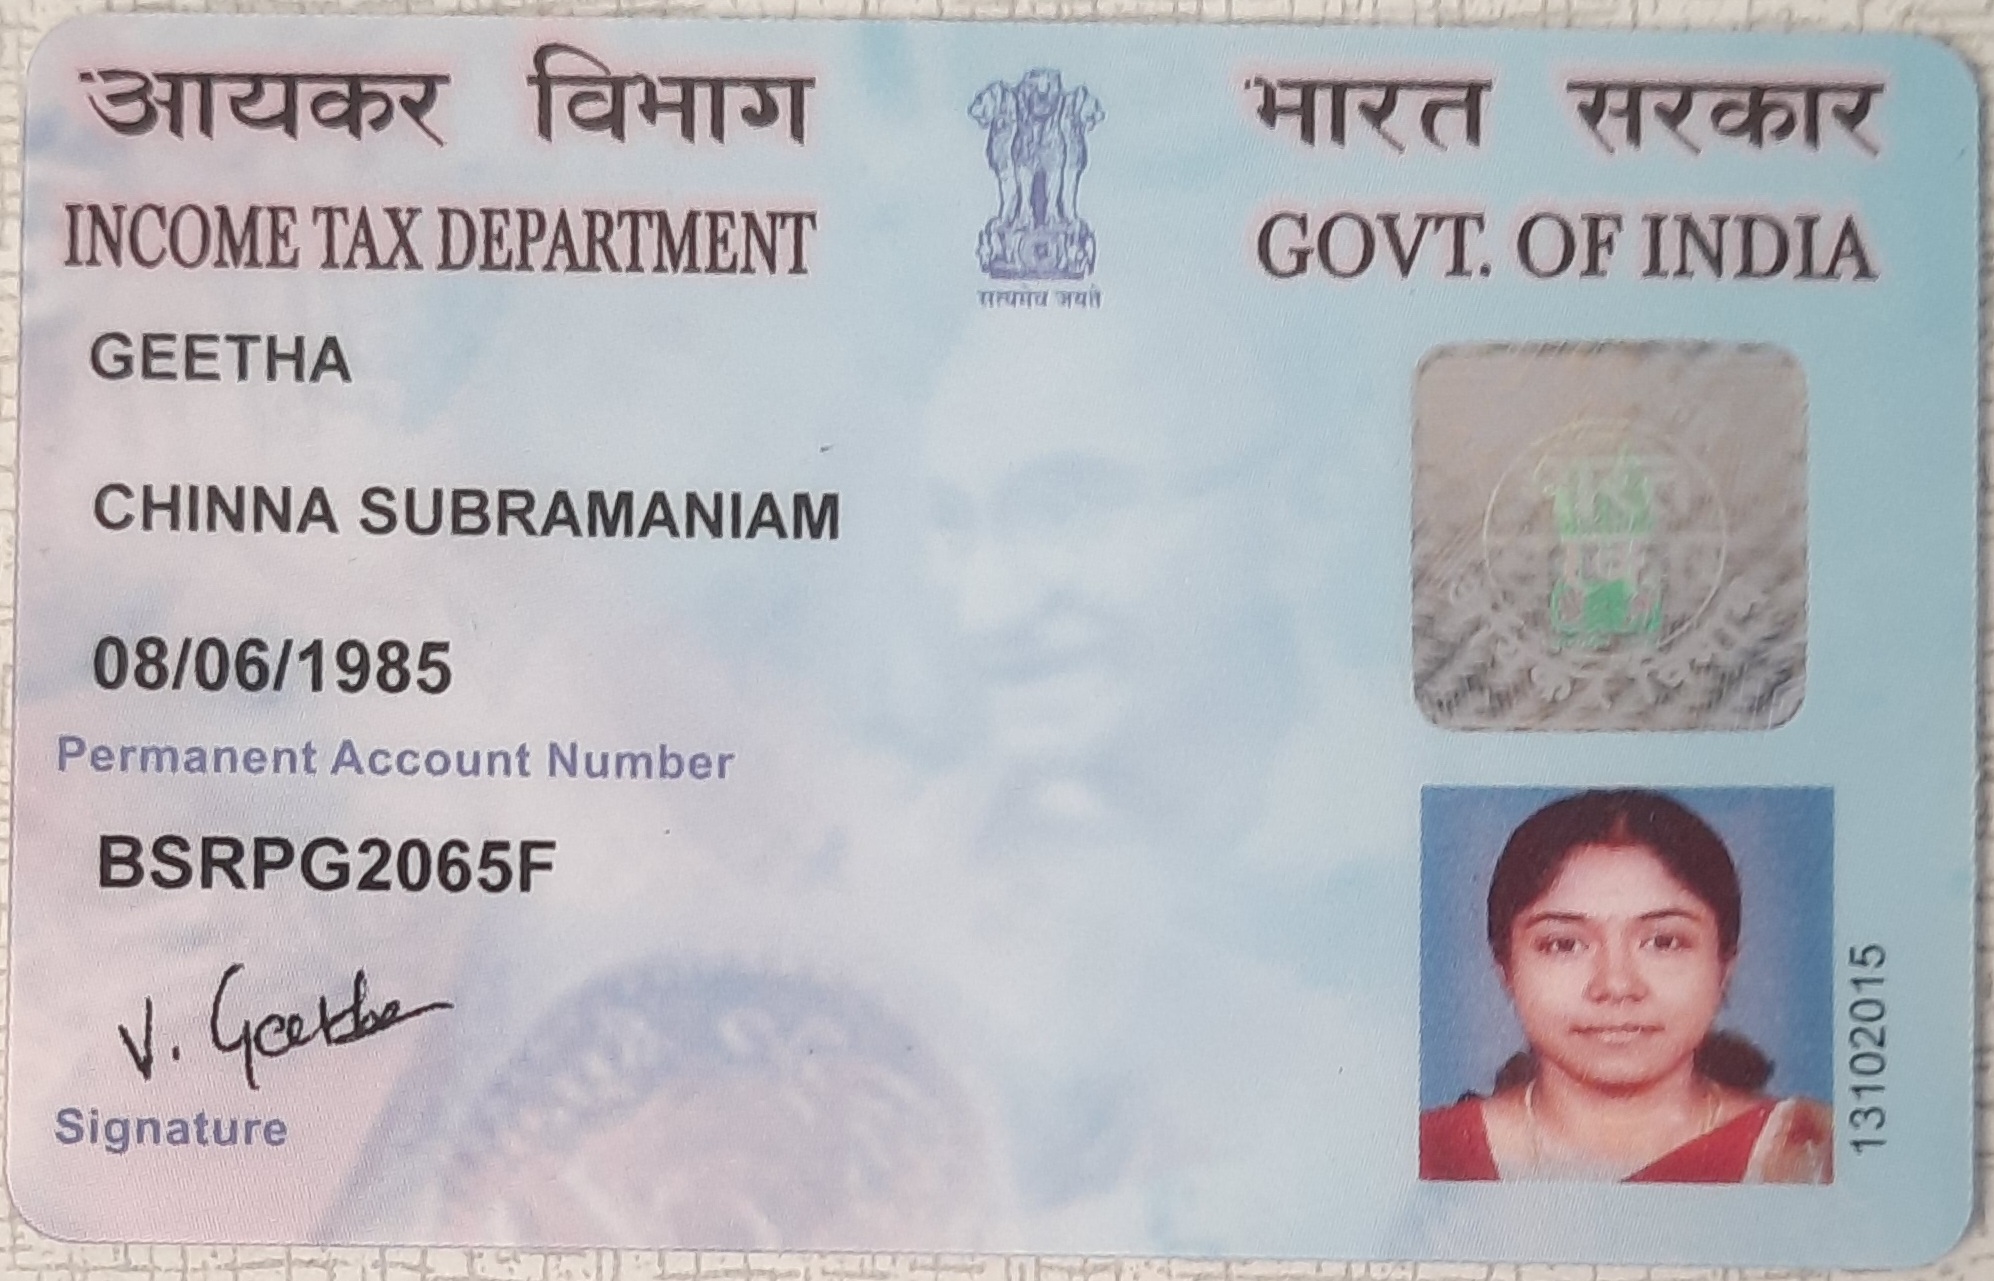 आयकर विभाग
भारत सरकार
INCOME TAX DEPARTMENT
GOVT. OF INDIA
सत्यमेव जयते
GEETHA
CHINNA SUBRAMANIAM
08/06/1985
Permanent Account Number
BSRPG2065F
V. Geetha
Signature
13102015